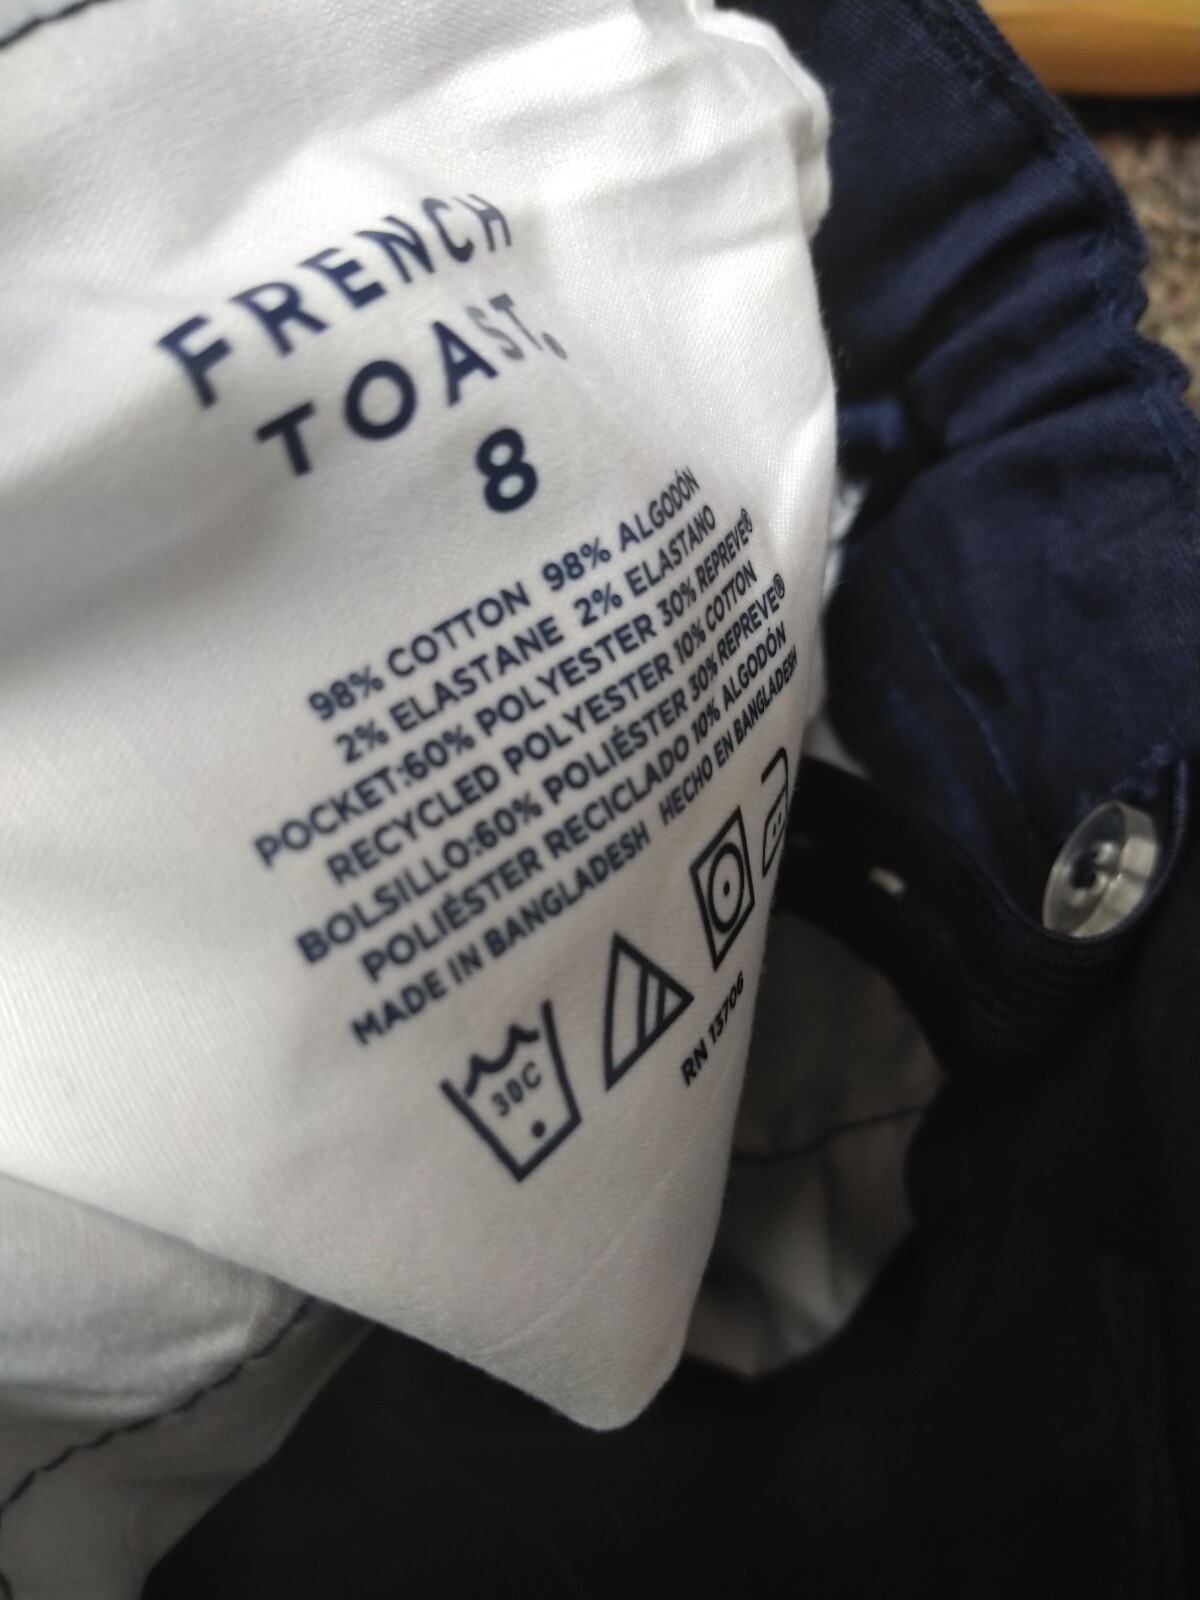 FRENCH
TOAST®
8
98% COTTON 98% ALGODÓN
2% ELASTANE 2% ELASTANO
POCKET:60% POLYESTER 30% REPREVE®
RECYCLED POLYESTER 10% COTTON
BOLSILLO:60% POLIÉSTER 30% REPREVE®
POLIÉSTER RECICLADO 10% ALGODÓN
MADE IN BANGLADESH HECHO EN BANGLADESH
30C
RN 13706